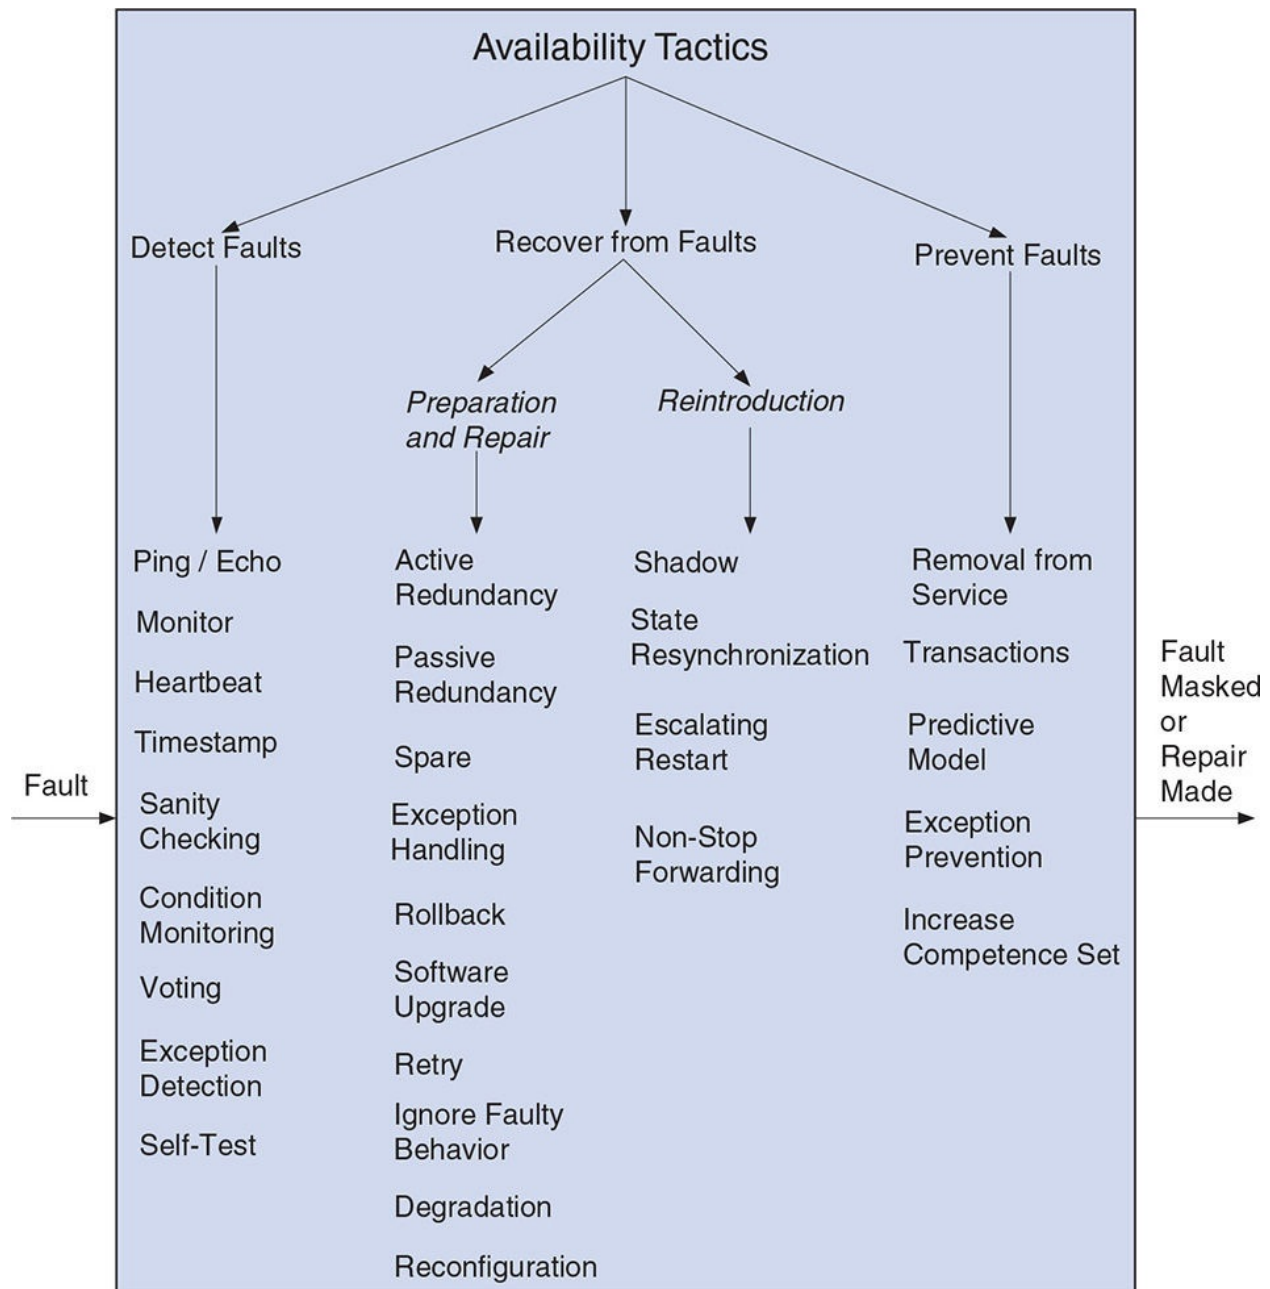 Availability Tactics
Detect Faults
Recover from Faults
Prevent Faults
Preparation
and Repair
Reintroduction
Fault
Ping / Echo
Monitor
Heartbeat
Timestamp
Sanity
Checking
Condition
Monitoring
Voting
Exception
Detection
Self-Test
Active
Redundancy
Passive
Redundancy
Spare
Exception
Handling
Rollback
Software
Upgrade
Retry
Ignore Faulty
Behavior
Degradation
Reconfiguration
Shadow
State
Resynchronization
Escalating
Restart
Non-Stop
Forwarding
Removal from
Service
Transactions
Predictive
Model
Exception
Prevention
Increase
Competence Set
Fault
Masked
or
Repair
Made